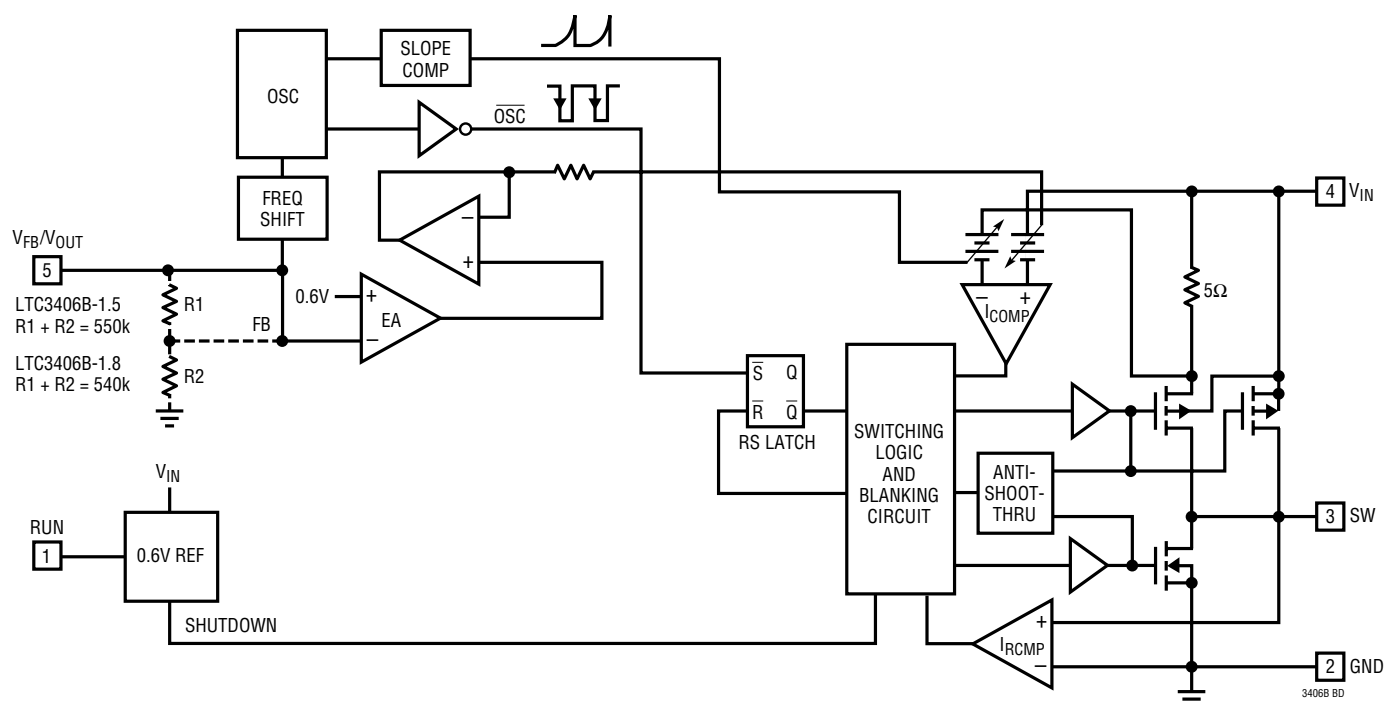 OSC
SLOPE
COMP
OSC
FREQ
SHIFT
VFB/VOUT
5
LTC3406B-1.5
R1 + R2 = 550k
LTC3406B-1.8
R1 + R2 = 540k
R1
R2
FB
0.6V
+
EA
–
–
+
4 VIN
– +
ICOMP
5Ω
S Q
R Q
RS LATCH
SWITCHING
LOGIC
AND
BLANKING
CIRCUIT
ANTI-
SHOOT-
THRU
3 SW
VIN
RUN
1
0.6V REF
SHUTDOWN
+
IRCMP
–
2 GND
3406B BD